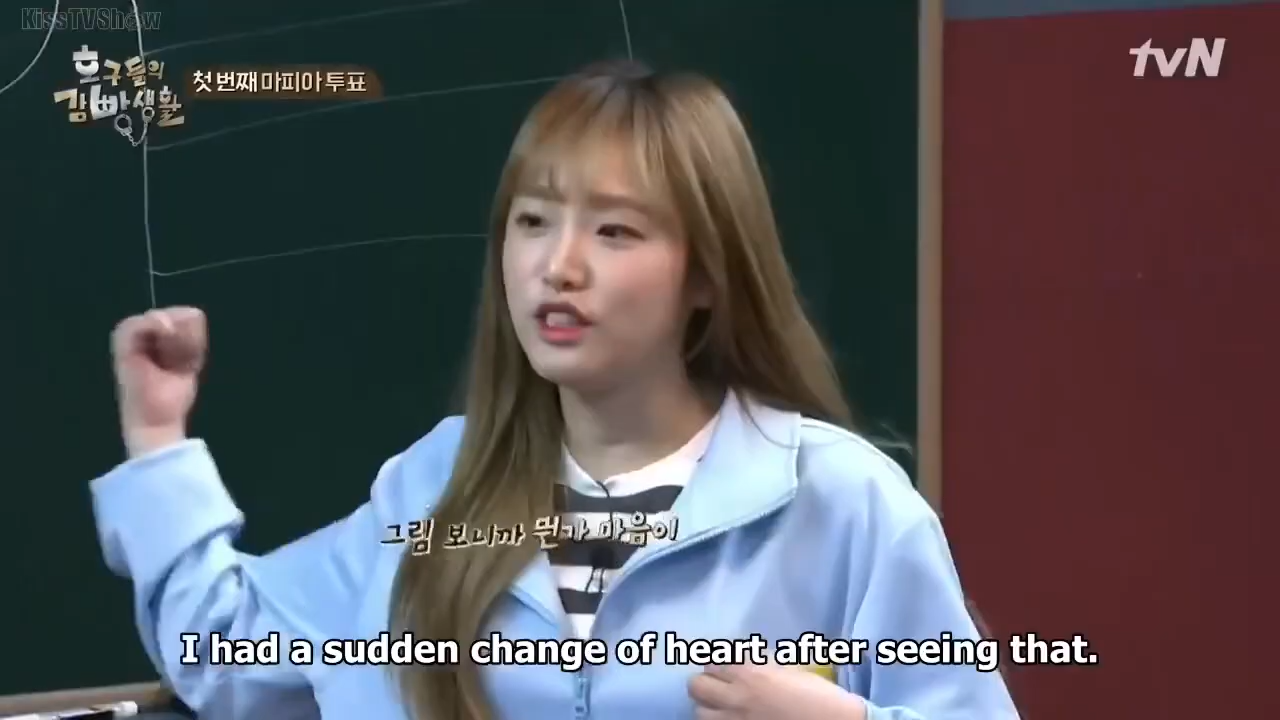 KissTVShow
호구들의
감빵생활
첫 번째 마피아 투표
tvN
그림 보니까 뭔가 마음이
I had a sudden change of heart after seeing that.